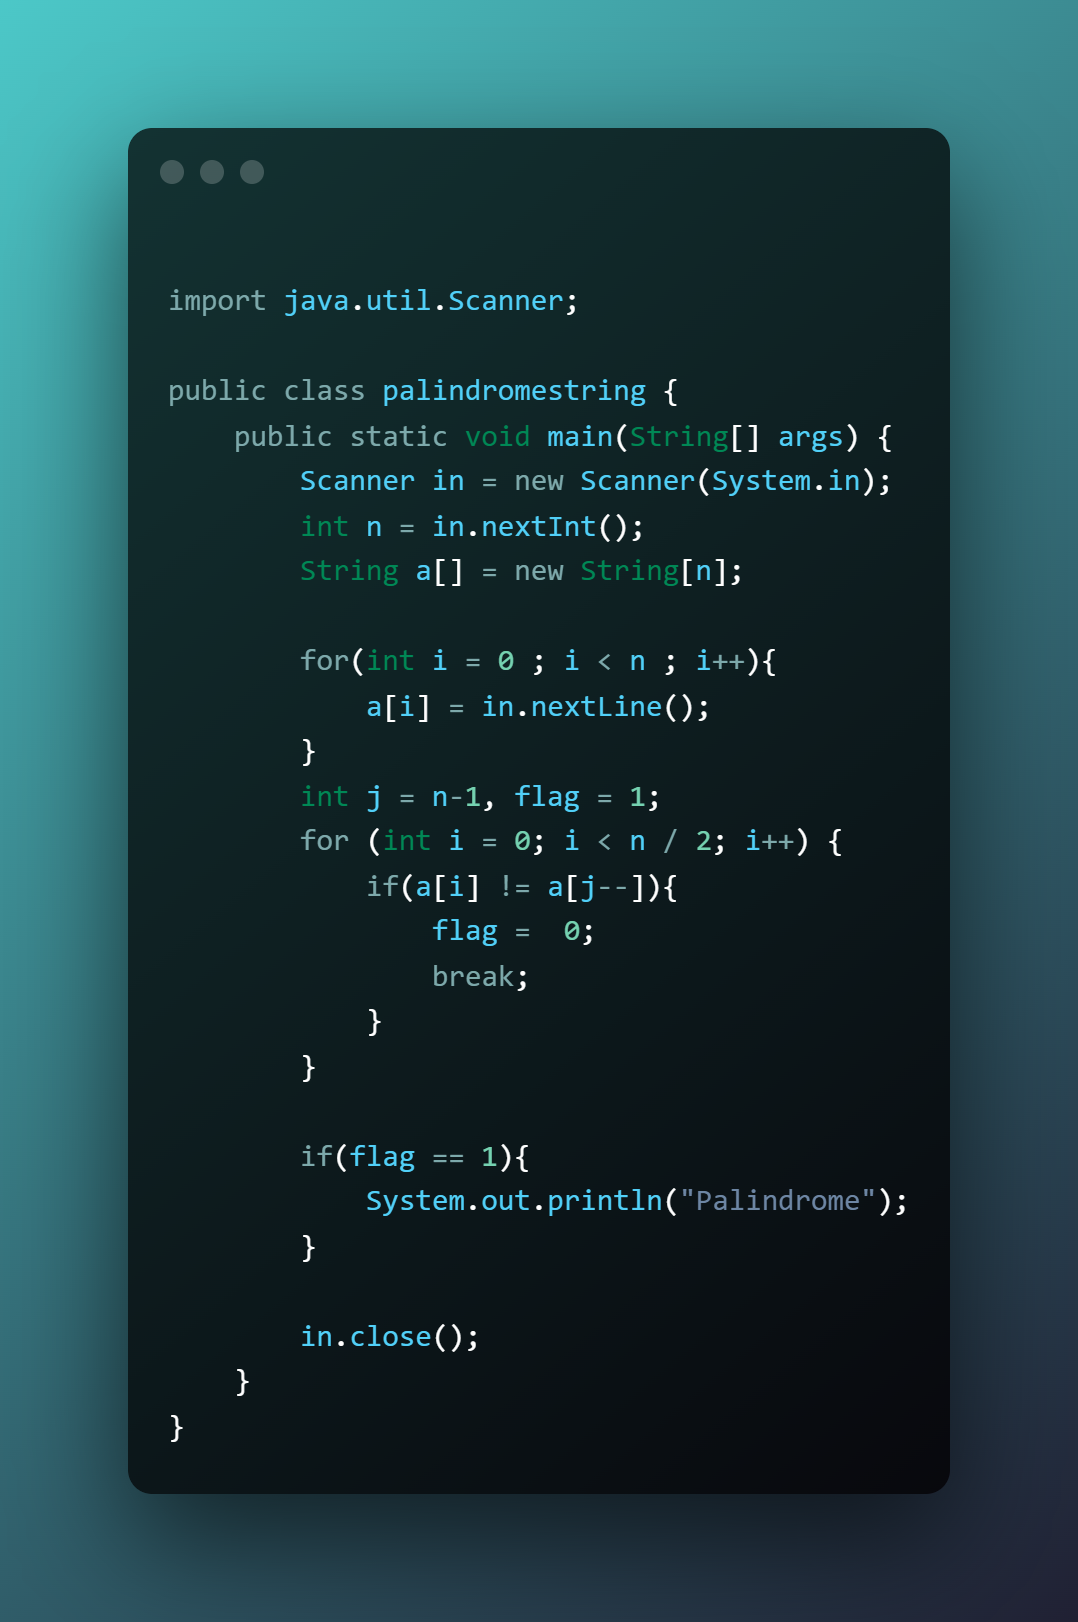 import java.util.Scanner;
public class palindromestring {
    public static void main(String[] args) {
        Scanner in = new Scanner(System.in);
        int n = in.nextInt();
        String a[] = new String[n];
        for(int i = 0 ; i < n ; i++){
            a[i] = in.nextLine();
        }
        int j = n-1, flag = 1;
        for (int i = 0; i < n / 2; i++) {
            if(a[i] != a[j--]){
                flag =  0;
                break;
            }
        }
        if(flag == 1){
            System.out.println("Palindrome");
        }
        in.close();
    }
}